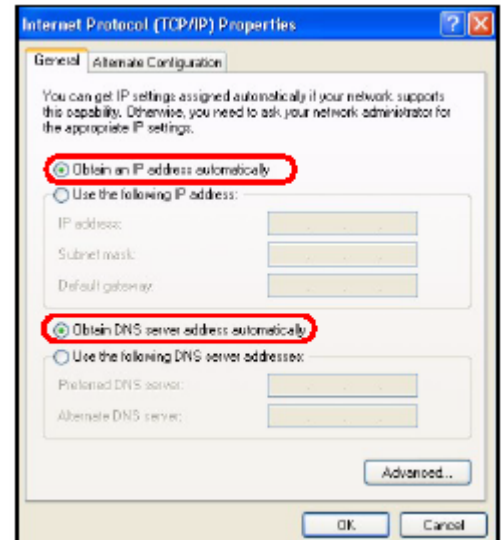 Internet Protocol (TCP/IP) Properties
General
Alternate Configuration
You can get IP settings assigned automatically if your network supports
this capability. Otherwise, you need to ask your network administrator for
the appropriate IP settings.
Obtain an IP address automatically
Use the following IP address:
IP address:
Subnet mask:
Default gateway:
Obtain DNS server address automatically
Use the following DNS server addresses:
Preferred DNS server:
Alternate DNS server:
Advanced...
OK
Cancel